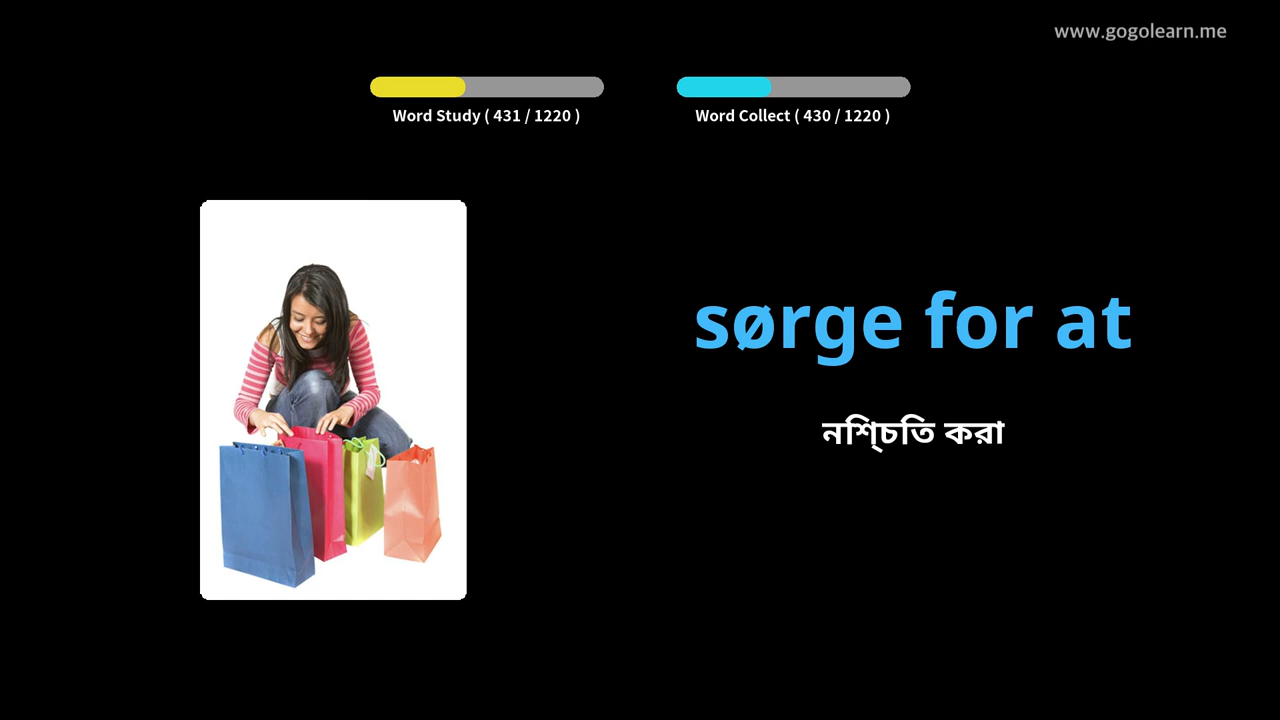 www.gogolearn.me
Word Study ( 431 / 1220 )
Word Collect ( 430 / 1220 )
sørge for at
নিশ্চিত করা